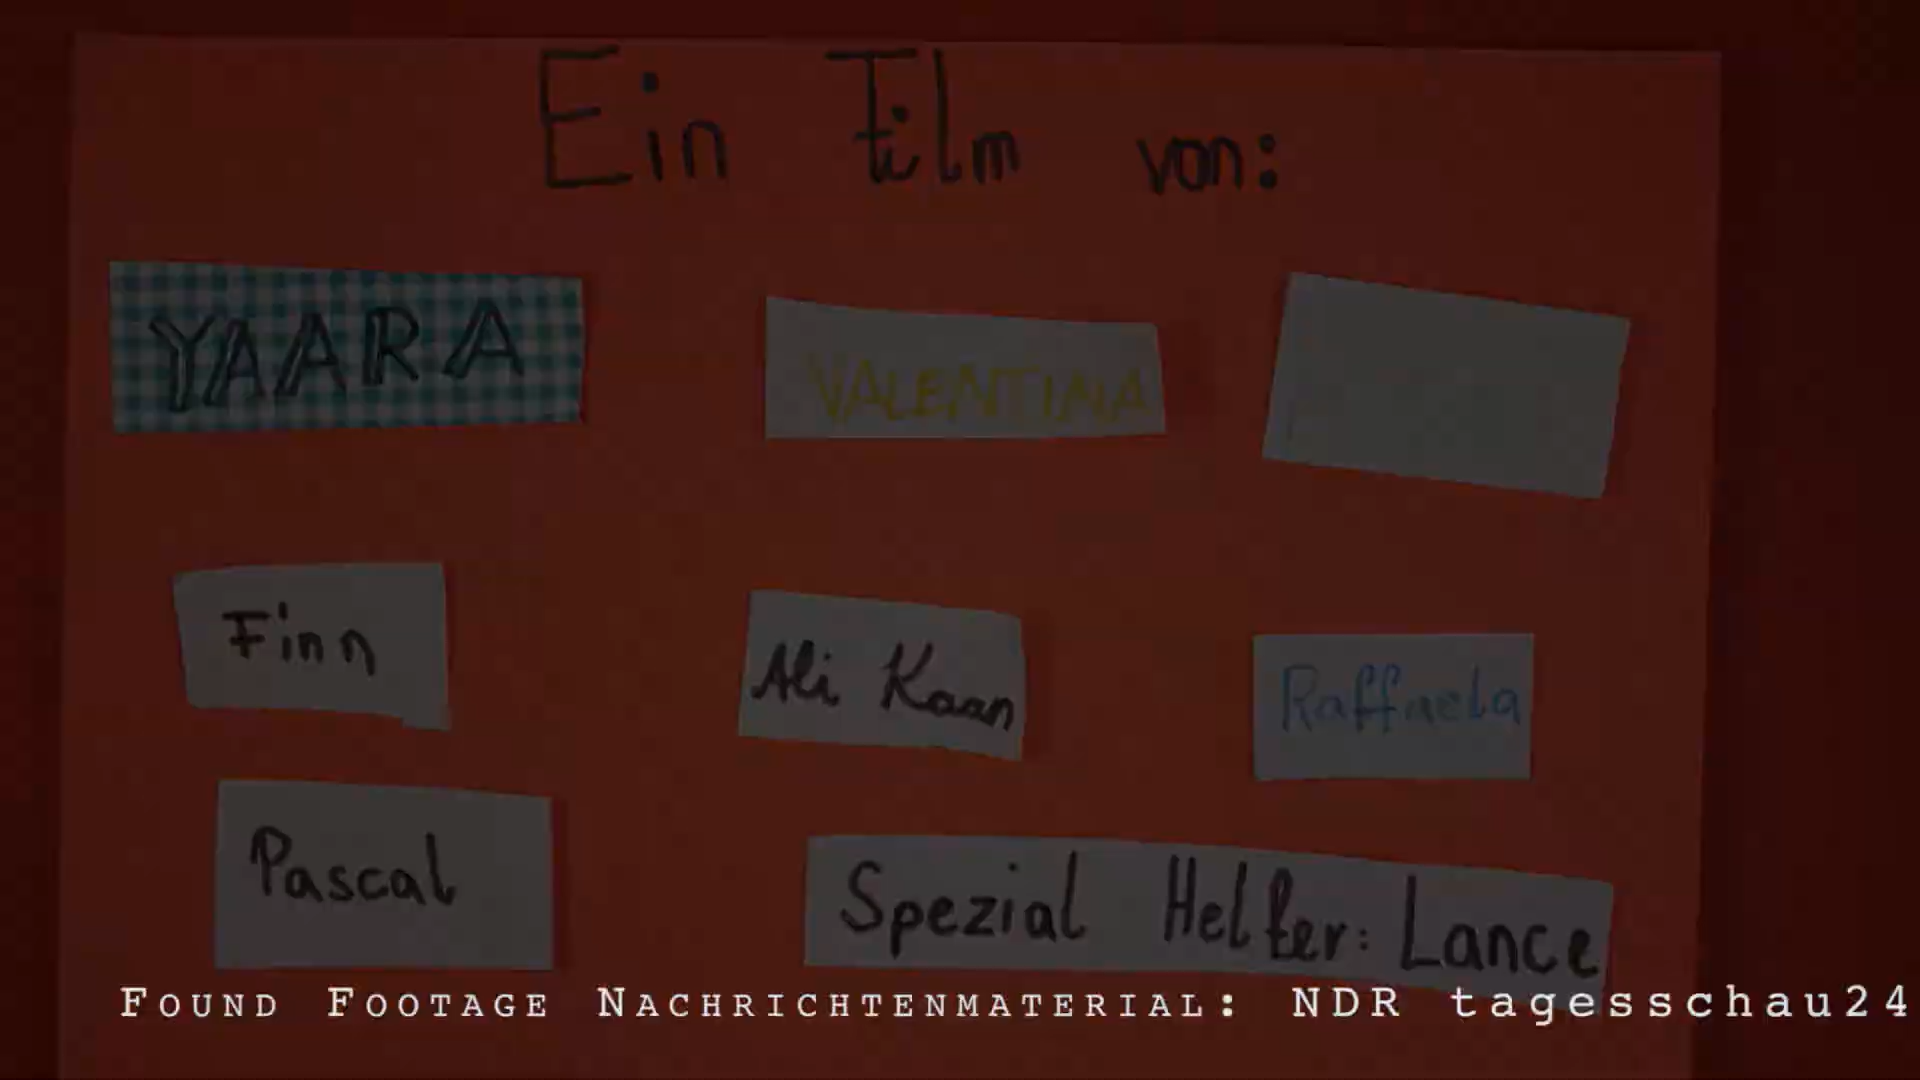 Ein Film von:
YAARA
VALENTINA
Finn
Ali Kaan
Raffaela
Pascal
Spezial Helfer: Lance
FOUND FOOTAGE NACHRICHTENMATERIAL: NDR tagesschau24